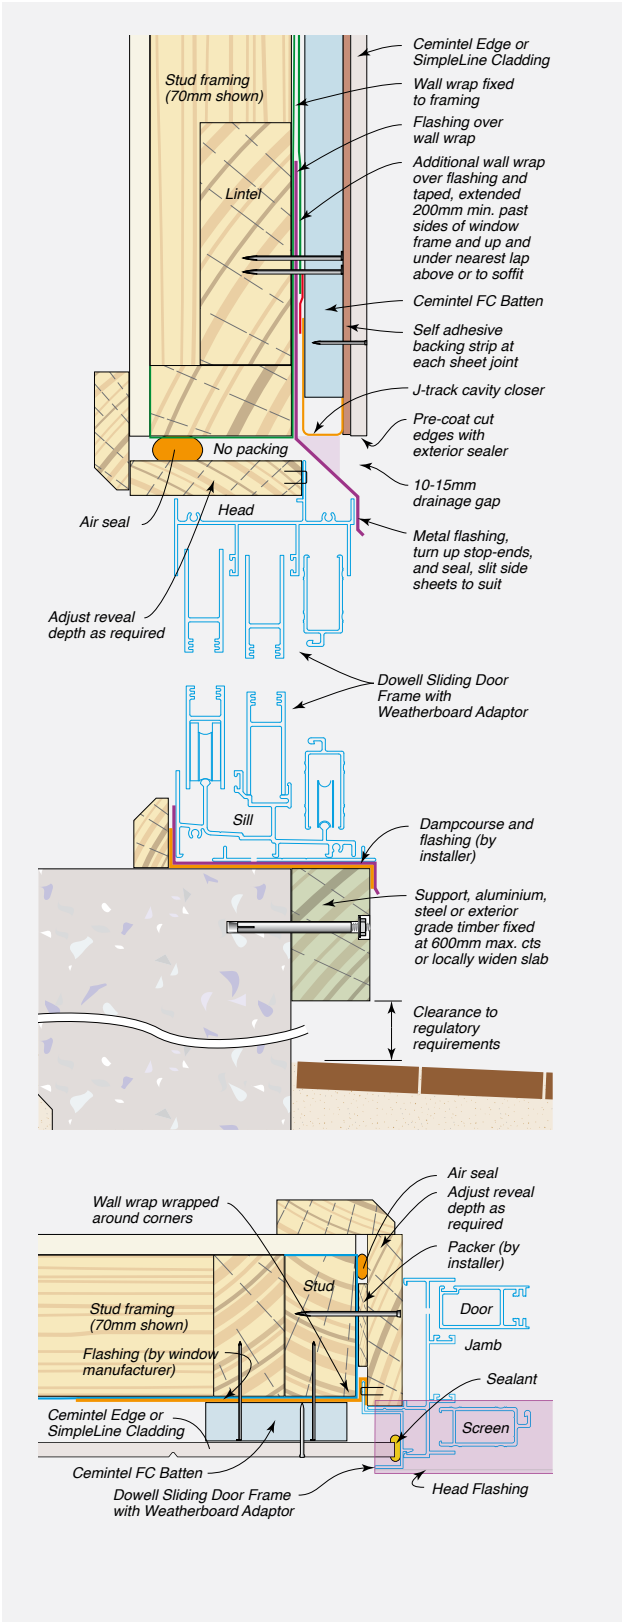 Cemintel Edge or
SimpleLine Cladding
Stud framing
(70mm shown)
Wall wrap fixed
to framing
Flashing over
wall wrap
Lintel
Additional wall wrap
over flashing and
taped, extended
200mm min. past
sides of window
frame and up and
under nearest lap
above or to soffit
Cemintel FC Batten
Self adhesive
backing strip at
each sheet joint
J-track cavity closer
Pre-coat cut
edges with
exterior sealer
No packing
10-15mm
drainage gap
Air seal
Head
Metal flashing,
turn up stop-ends,
and seal, slit side
sheets to suit
Adjust reveal
depth as required
Dowell Sliding Door
Frame with
Weatherboard Adaptor
Sill
Dampcourse and
flashing (by
installer)
Support, aluminium,
steel or exterior
grade timber fixed
at 600mm max. cts
or locally widen slab
Clearance to
regulatory
requirements
Air seal
Wall wrap wrapped
around corners
Adjust reveal
depth as
required
Packer (by
installer)
Stud
Stud framing
(70mm shown)
Door
Jamb
Flashing (by window
manufacturer)
Sealant
Cemintel Edge or
SimpleLine Cladding
Screen
Cemintel FC Batten
Dowell Sliding Door Frame
with Weatherboard Adaptor
Head Flashing